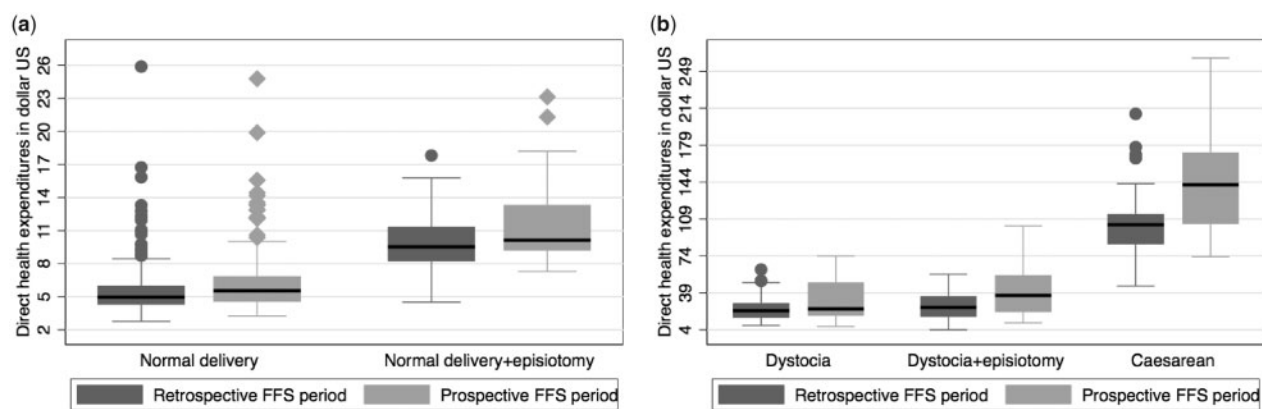 (a)
Direct health expenditures in dollar US
26
23
20
17
14
11
8
5
2
Normal delivery Normal delivery+episiotomy
Retrospective FFS period Prospective FFS period
(b)
Direct health expenditures in dollar US
249
214
179
144
109
74
39
4
Dystocia Dystocia+episiotomy Caesarean
Retrospective FFS period Prospective FFS period